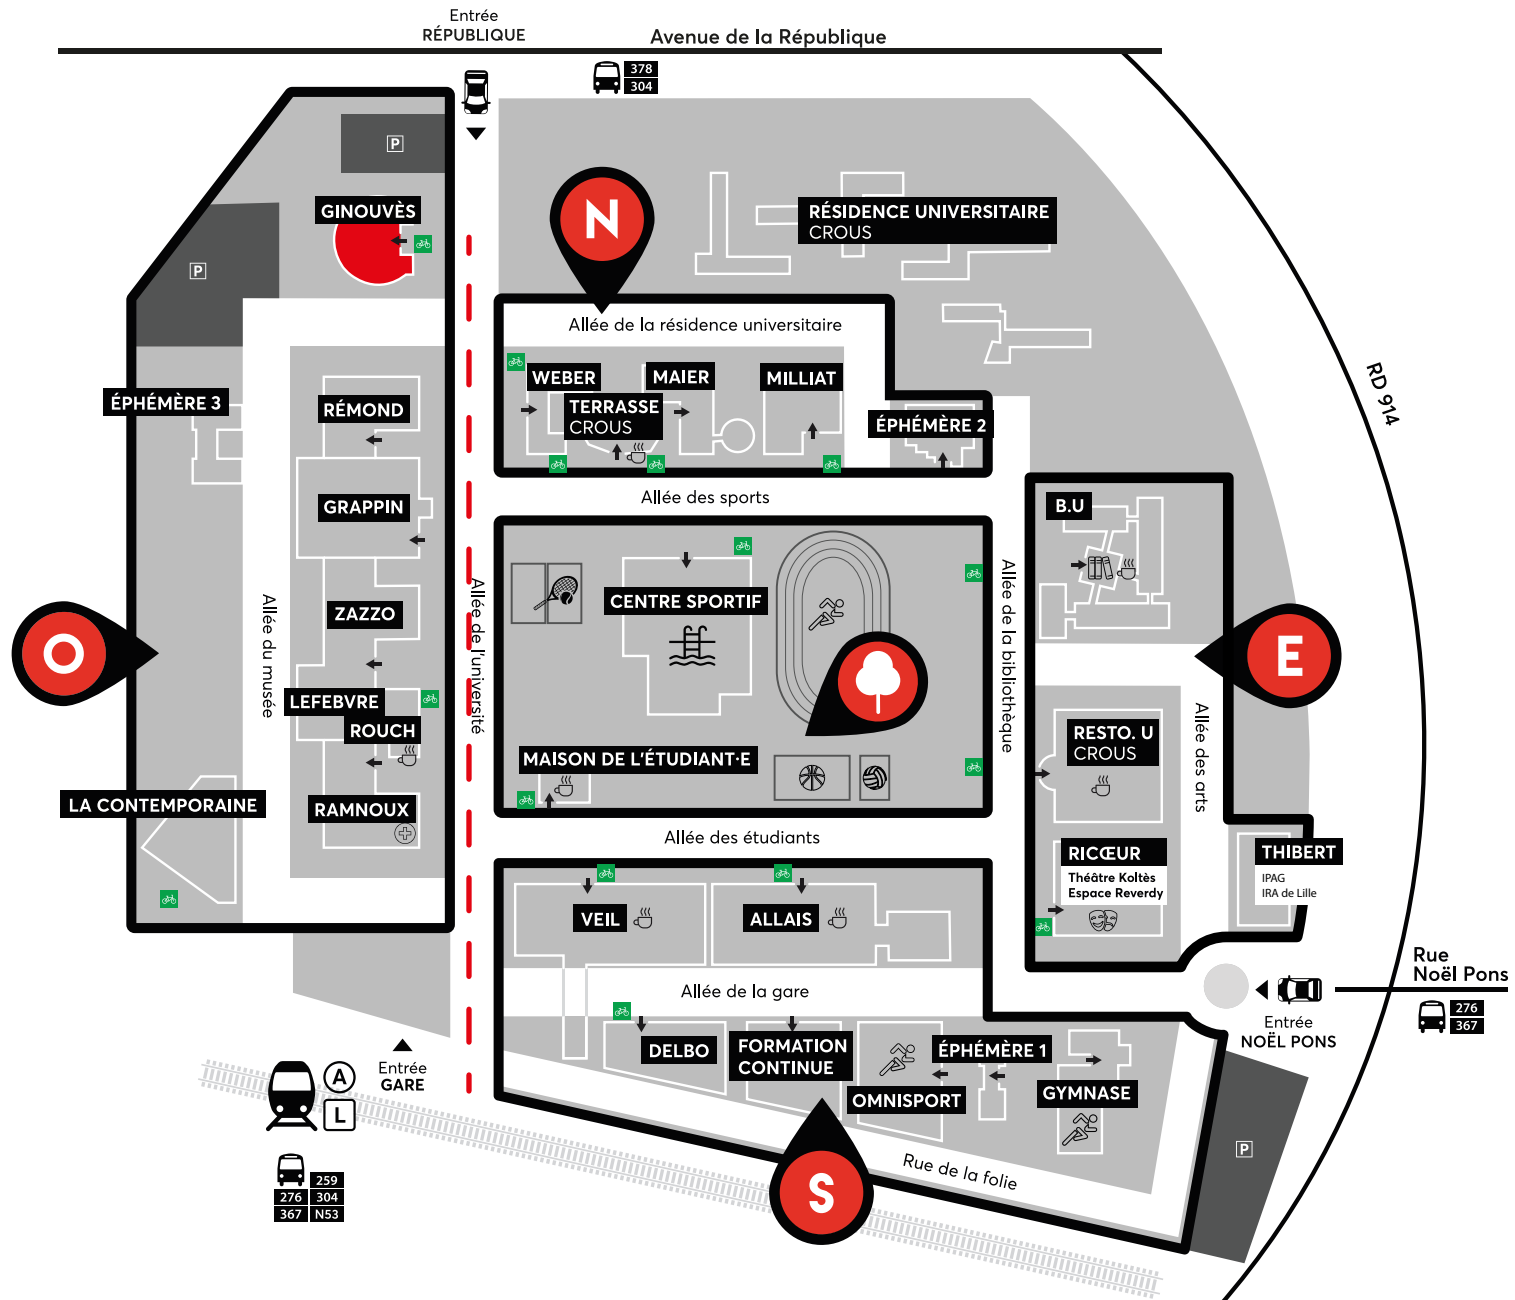 Entrée
RÉPUBLIQUE
Avenue de la République
378
304
P
GINOUVÈS
N
RÉSIDENCE UNIVERSITAIRE
CROUS
P
Allée de la résidence universitaire
ÉPHÉMÈRE 3
RÉMOND
WEBER
MAIER
MILLIAT
TERRASSE
CROUS
ÉPHÉMÈRE 2
RD 914
GRAPPIN
Allée des sports
B.U
Allée du musée
ZAZZO
Allée de l'université
CENTRE SPORTIF
Allée de la bibliothèque
O
E
LEFEBVRE
ROUCH
MAISON DE L'ÉTUDIANT·E
RESTO. U
CROUS
Allée des arts
LA CONTEMPORAINE
RAMNOUX
Allée des étudiants
RICŒUR
Théâtre Koltès
Espace Reverdy
THIBERT
IPAG
IRA de Lille
VEIL
ALLAIS
Rue
Noël Pons
Allée de la gare
276
367
Entrée
NOËL PONS
DELBO
FORMATION
CONTINUE
ÉPHÉMÈRE 1
OMNISPORT
GYMNASE
Entrée
GARE
A
L
P
Rue de la folie
S
259
276 304
367 N53